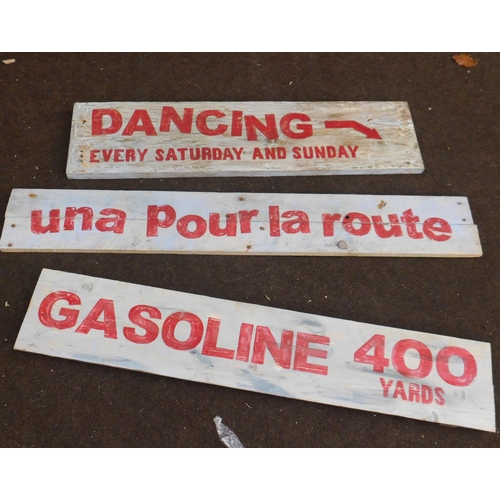 DANCING
EVERY SATURDAY AND SUNDAY
una pour la route
GASOLINE 400
YARDS